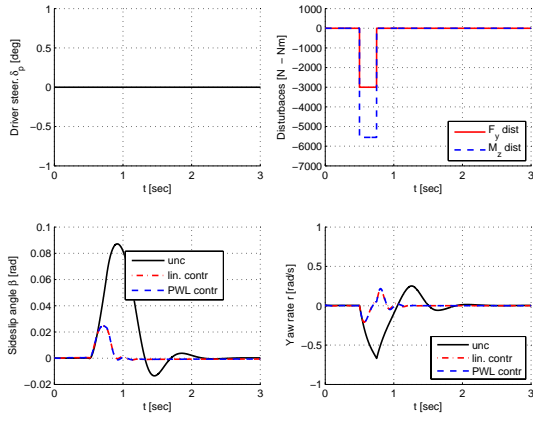 1
0.5
0
−0.5
−1
0
1
2
3
Driver steer. δp [deg]
t [sec]
1000
0
−1000
−2000
−3000
−4000
−5000
−6000
−7000
0
1
2
3
Disturbaces [N − Nm]
t [sec]
Fy dist
Mz dist
0.1
0.08
0.06
0.04
0.02
0
−0.02
0
1
2
3
Sideslip angle β [rad]
t [sec]
unc
lin. contr
PWL contr
1
0.5
0
−0.5
−1
0
1
2
3
Yaw rate r [rad/s]
t [sec]
unc
lin. contr
PWL contr